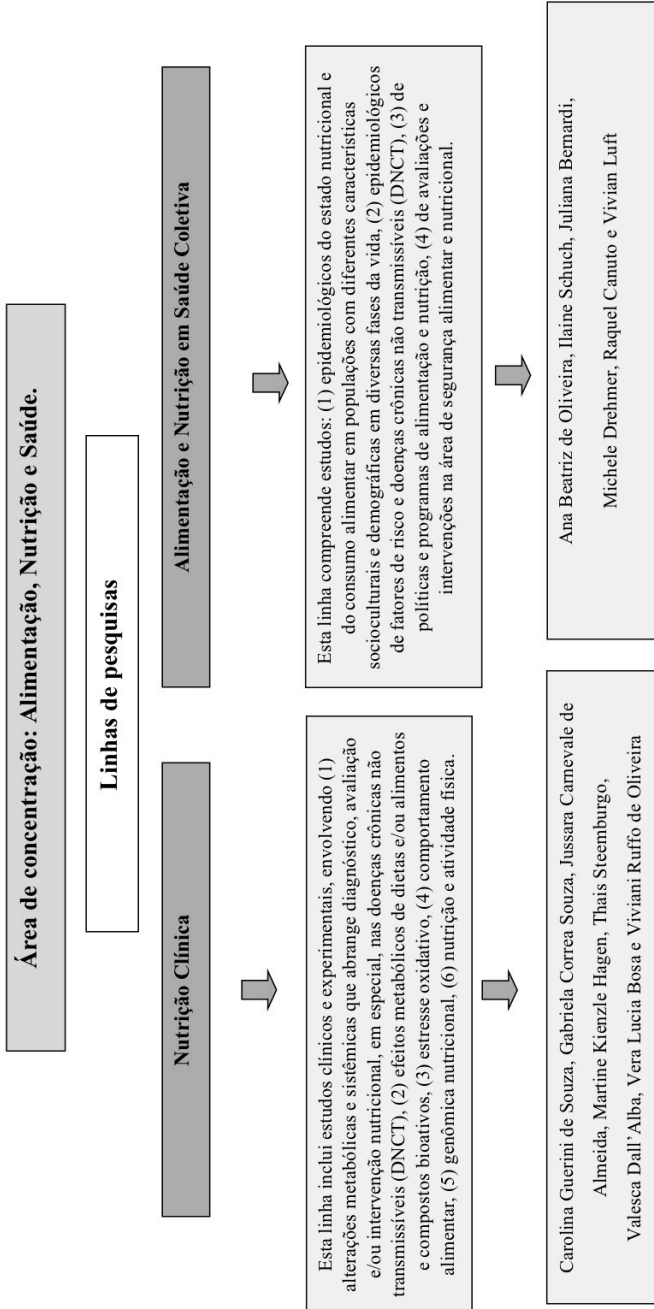 Área de concentração: Alimentação, Nutrição e Saúde.
Linhas de pesquisas
Nutrição Clínica
Esta linha inclui estudos clínicos e experimentais, envolvendo (1)
alterações metabólicas e sistêmicas que abrange diagnóstico, avaliação
e/ou intervenção nutricional, em especial, nas doenças crônicas não
transmissíveis (DNCT), (2) efeitos metabólicos de dietas e/ou alimentos
e compostos bioativos, (3) estresse oxidativo, (4) comportamento
alimentar, (5) genômica nutricional, (6) nutrição e atividade física.
Carolina Guerini de Souza, Gabriela Correa Souza, Jussara Carnevale de
Almeida, Martine Kienzle Hagen, Thais Steemburgo,
Valesca Dall'Alba, Vera Lucia Bosa e Viviani Ruffo de Oliveira
Alimentação e Nutrição em Saúde Coletiva
Esta linha compreende estudos: (1) epidemiológicos do estado nutricional e
do consumo alimentar em populações com diferentes características
socioculturais e demográficas em diversas fases da vida, (2) epidemiológicos
de fatores de risco e doenças crônicas não transmissíveis (DNCT), (3) de
políticas e programas de alimentação e nutrição, (4) de avaliações e
intervenções na área de segurança alimentar e nutricional.
Ana Beatriz de Oliveira, Ilaine Schuch, Juliana Bernardi,
Michele Drehmer, Raquel Canuto e Vivian Luft